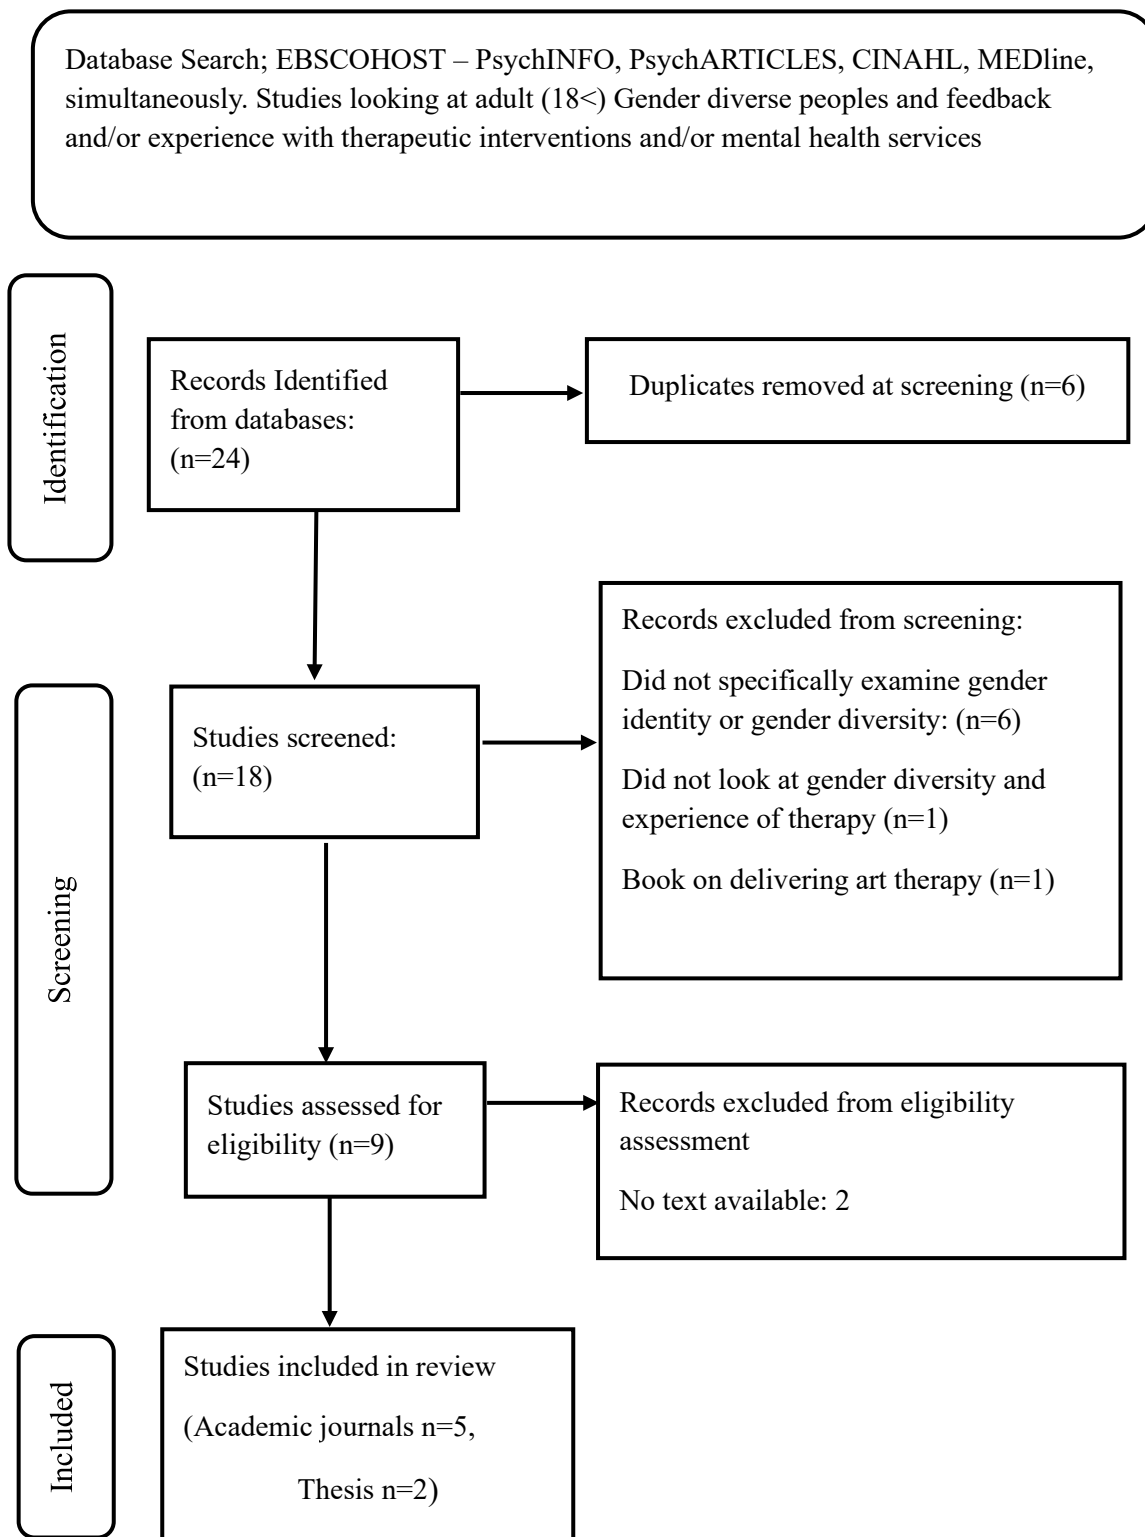 Database Search; EBSCOHOST – PsychINFO, PsychARTICLES, CINAHL, MEDline,
simultaneously. Studies looking at adult (18<) Gender diverse peoples and feedback
and/or experience with therapeutic interventions and/or mental health services
Identification
Records Identified
from databases:
(n=24)
Duplicates removed at screening (n=6)
Screening
Studies screened:
(n=18)
Records excluded from screening:
Did not specifically examine gender
identity or gender diversity: (n=6)
Did not look at gender diversity and
experience of therapy (n=1)
Book on delivering art therapy (n=1)
Studies assessed for
eligibility (n=9)
Records excluded from eligibility
assessment
No text available: 2
Included
Studies included in review
(Academic journals n=5,
Thesis n=2)